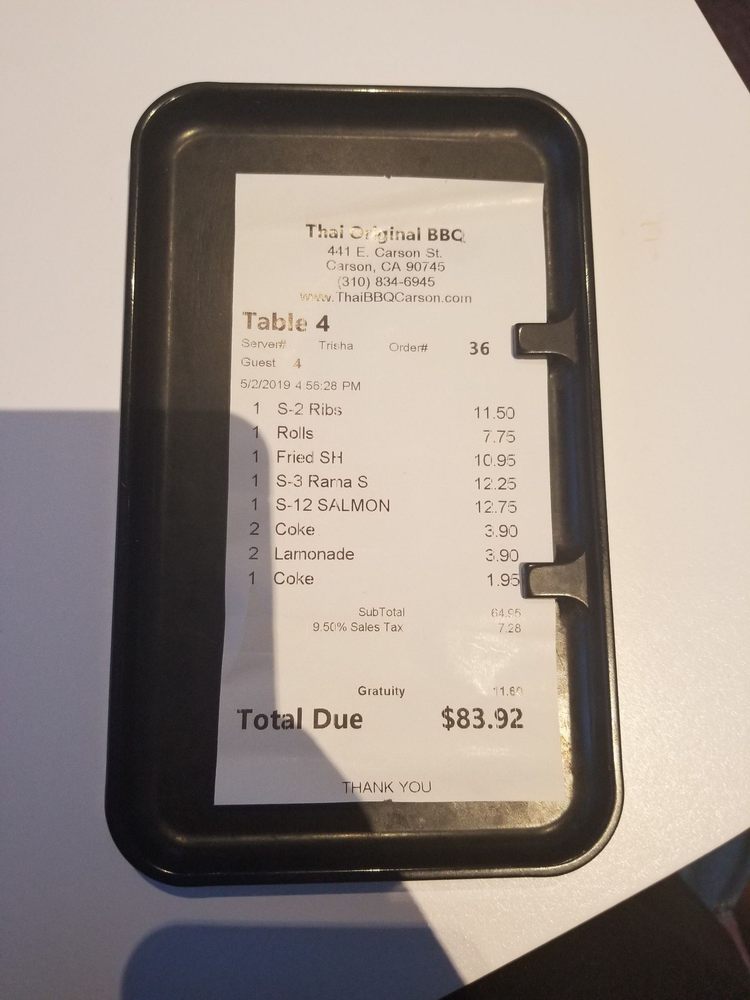 Thai Original BBQ
441 E. Carson St.
Carson, CA 90745
(310) 834-6945
www.ThaiBBQCarson.com
Table 4
Server# Trisha Order# 36
Guest 4
5/2/2019 4:56:28 PM
1 S-2 Ribs 11.50
1 Rolls 7.75
1 Fried SH 10.95
1 S-3 Rama S 12.25
1 S-12 SALMON 12.75
2 Coke 3.90
2 Lamonade 3.90
1 Coke 1.95
SubTotal 64.95
9.50% Sales Tax 7.28
Gratuity
Total Due $83.92
THANK YOU